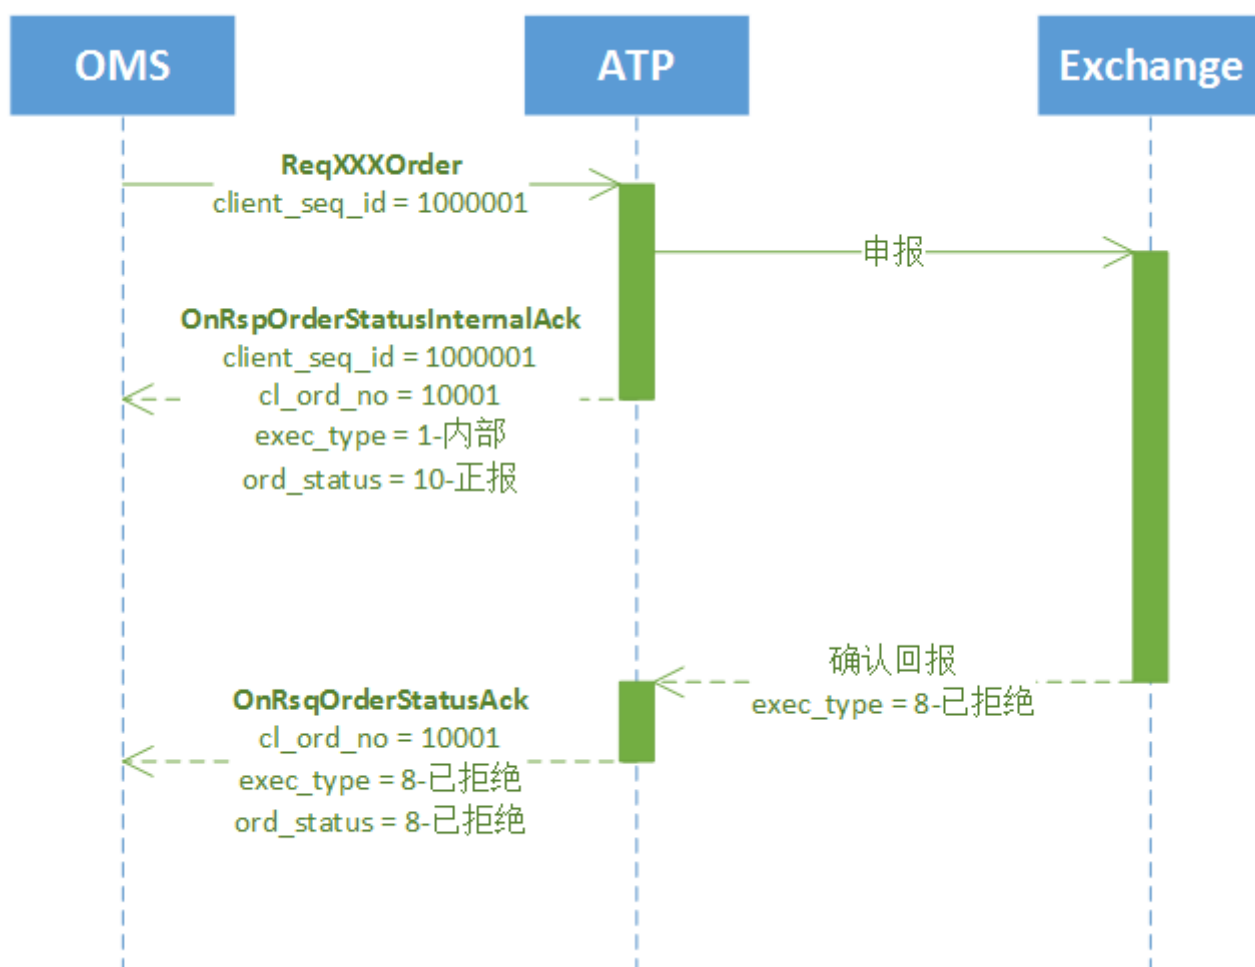 OMS
ATP
Exchange
ReqXXXOrder
client_seq_id = 1000001
申报
OnRspOrderStatusInternalAck
client_seq_id = 1000001
cl_ord_no = 10001
exec_type = 1-内部
ord_status = 10-正报
确认回报
exec_type = 8-已拒绝
OnRsqOrderStatusAck
cl_ord_no = 10001
exec_type = 8-已拒绝
ord_status = 8-已拒绝